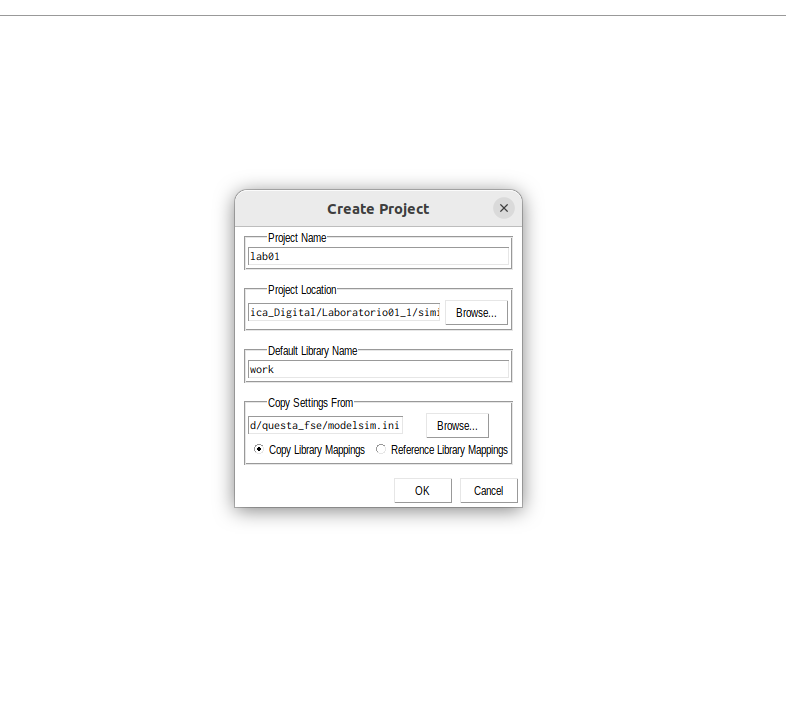 Create Project
Project Name
lab01
Project Location
ica_Digital/Laboratorio01_1/simi
Browse...
Default Library Name
work
Copy Settings From
d/questa_fse/modelsim.ini
Browse...
Copy Library Mappings
Reference Library Mappings
OK
Cancel